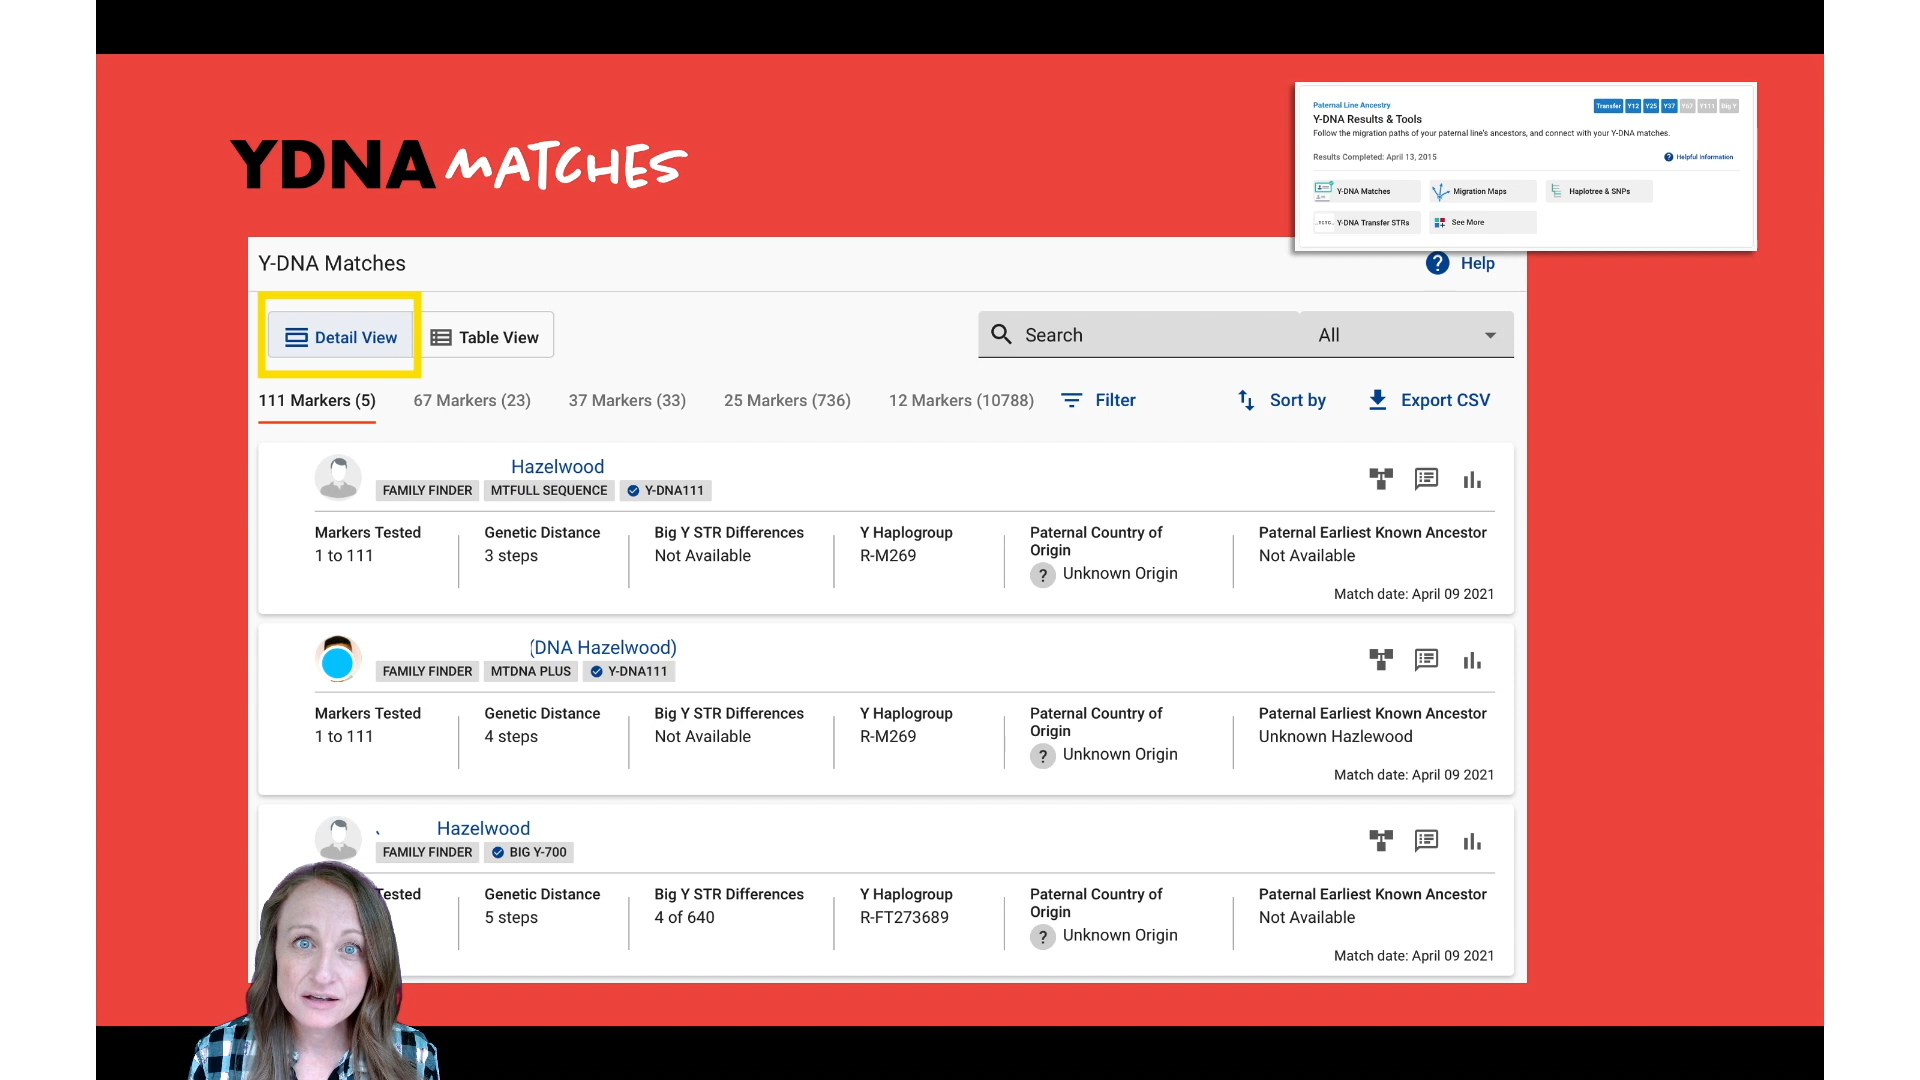 Paternal Line Ancestry
Transfer Y12 Y25 Y37 Y67 Y111 Big Y
Y-DNA Results & Tools
Follow the migration paths of your paternal line's ancestors, and connect with your Y-DNA matches.
Results Completed: April 13, 2015
? Helpful Information
Y-DNA Matches Migration Maps Haplotree & SNPs
Y-DNA Transfer STRs See More
YDNA MATCHES
Y-DNA Matches
? Help
Detail View Table View
Search All
111 Markers (5) 67 Markers (23) 37 Markers (33) 25 Markers (736) 12 Markers (10788) Filter Sort by Export CSV
Hazelwood
FAMILY FINDER MTFULL SEQUENCE Y-DNA111
Markers Tested Genetic Distance Big Y STR Differences Y Haplogroup Paternal Country of Paternal Earliest Known Ancestor
Origin
1 to 111 3 steps Not Available R-M269 Not Available
? Unknown Origin
Match date: April 09 2021
(DNA Hazelwood)
FAMILY FINDER MTDNA PLUS Y-DNA111
Markers Tested Genetic Distance Big Y STR Differences Y Haplogroup Paternal Country of Paternal Earliest Known Ancestor
Origin
1 to 111 4 steps Not Available R-M269 Unknown Hazlewood
? Unknown Origin
Match date: April 09 2021
Hazelwood
FAMILY FINDER BIG Y-700
Tested Genetic Distance Big Y STR Differences Y Haplogroup Paternal Country of Paternal Earliest Known Ancestor
Origin
5 steps 4 of 640 R-FT273689 Not Available
? Unknown Origin
Match date: April 09 2021